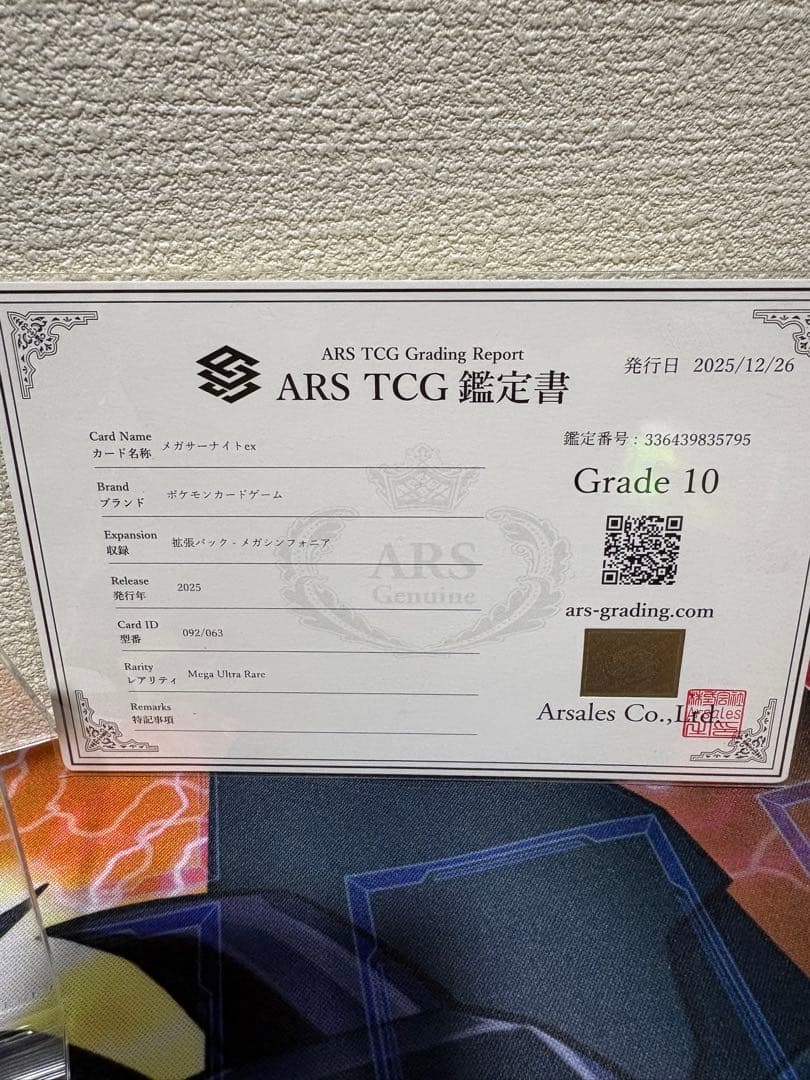 ARS TCG Grading Report
ARS TCG 鑑定書
発行日 2025/12/26
Card Name
カード名称 メガサーナイトex
Brand
ブランド ポケモンカードゲーム
Expansion
収録 拡張パック - メガシンフォニア
Release
発行年 2025
Card ID
型番 092/063
Rarity
レアリティ Mega Ultra Rare
Remarks
特記事項 -
ARS
Genuine
鑑定番号 : 336439835795
Grade 10
ars-grading.com
Arsales Co.,Ltd.
株式会社
Arsales